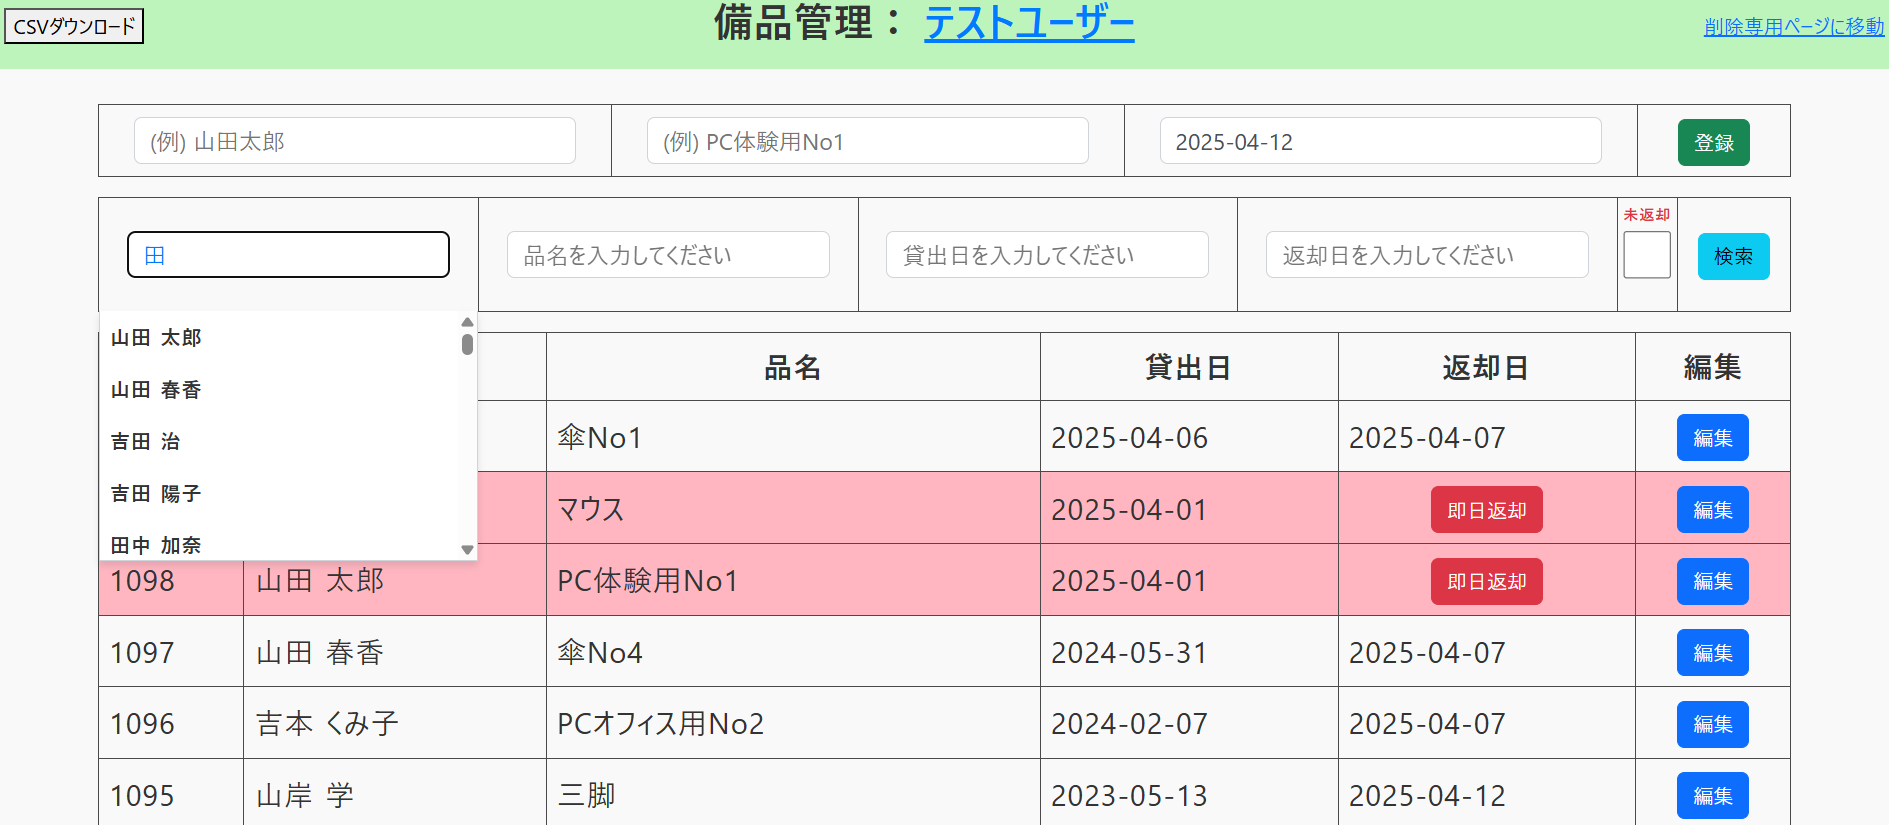 CSVダウンロード
備品管理： テストユーザー
削除専用ページに移動
(例) 山田太郎
(例) PC体験用No1
2025-04-12
登録
未返却
田
品名を入力してください
貸出日を入力してください
返却日を入力してください
検索
山田 太郎
山田 春香
吉田 治
吉田 陽子
田中 加奈
品名 貸出日 返却日 編集
傘No1 2025-04-06 2025-04-07 編集
マウス 2025-04-01 即日返却 編集
1098 山田 太郎 PC体験用No1 2025-04-01 即日返却 編集
1097 山田 春香 傘No4 2024-05-31 2025-04-07 編集
1096 吉本 くみ子 PCオフィス用No2 2024-02-07 2025-04-07 編集
1095 山岸 学 三脚 2023-05-13 2025-04-12 編集